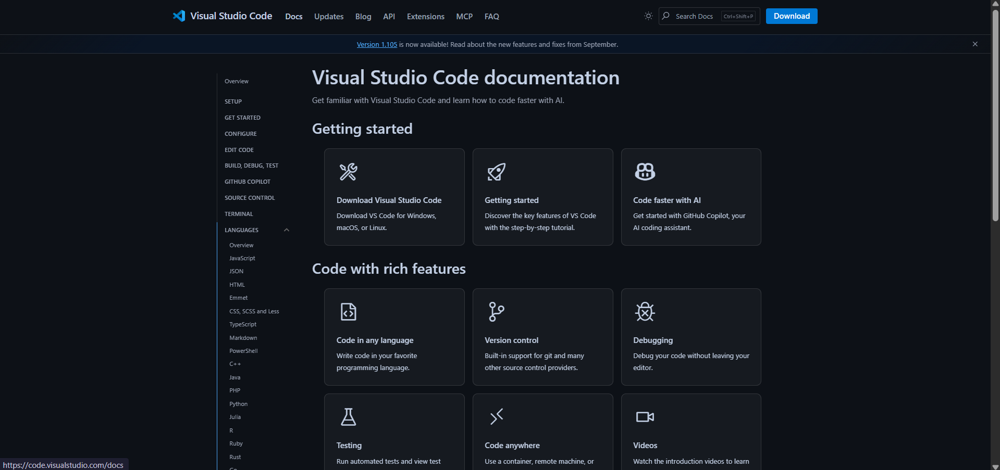 Visual Studio Code
Docs
Updates
Blog
API
Extensions
MCP
FAQ
Search Docs
Ctrl+Shift+P
Download
Version 1.105 is now available! Read about the new features and fixes from September.
Overview
SETUP
GET STARTED
CONFIGURE
EDIT CODE
BUILD, DEBUG, TEST
GITHUB COPILOT
SOURCE CONTROL
TERMINAL
LANGUAGES
Overview
JavaScript
JSON
HTML
Emmet
CSS, SCSS and Less
TypeScript
Markdown
PowerShell
C++
Java
PHP
Python
Julia
R
Ruby
Rust
Visual Studio Code documentation
Get familiar with Visual Studio Code and learn how to code faster with AI.
Getting started
Download Visual Studio Code
Download VS Code for Windows,
macOS, or Linux.
Getting started
Discover the key features of VS Code
with the step-by-step tutorial.
Code faster with AI
Get started with GitHub Copilot, your
AI coding assistant.
Code with rich features
Code in any language
Write code in your favorite
programming language.
Version control
Built-in support for git and many
other source control providers.
Debugging
Debug your code without leaving your
editor.
Testing
Run automated tests and view test
Code anywhere
Use a container, remote machine, or
Videos
Watch the introduction videos to learn
https://code.visualstudio.com/docs